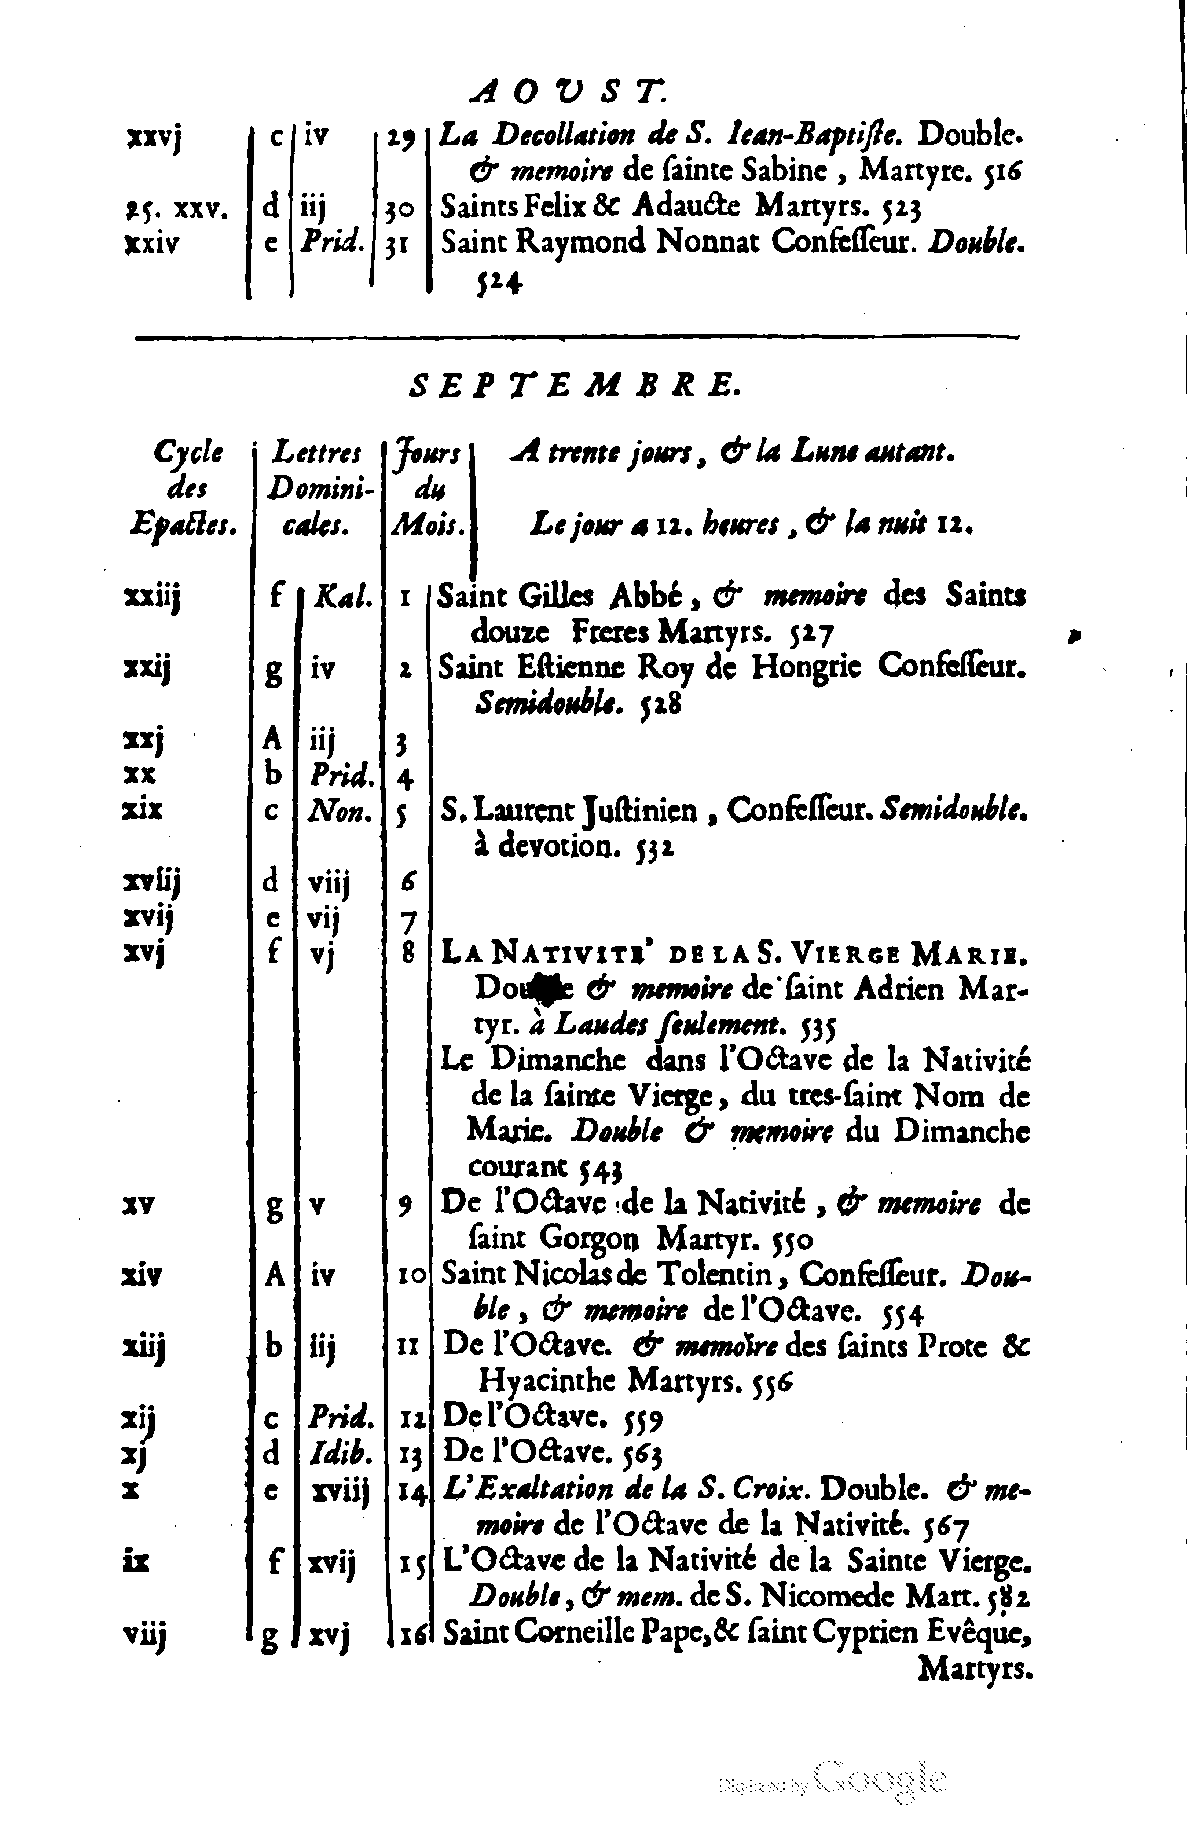 AOUST.
xxvj c iv 29 La Decollation de S. Iean-Baptiſte. Double.
& memoire de ſainte Sabine, Martyre. 516
25. xxv. d iij 30 Saints Felix & Adaucte Martyrs. 523
xxiv e Prid. 31 Saint Raymond Nonnat Confeſſeur. Double.
524
SEPTEMBRE.
Cycle Lettres Jours A trente jours, & la Lune autant.
des Domini- du
Epactes. cales. Mois. Le jour a 12. heures, & la nuit 12.
xxiij f Kal. 1 Saint Gilles Abbé, & memoire des Saints
douze Freres Martyrs. 527
xxij g iv 2 Saint Eſtienne Roy de Hongrie Confeſſeur.
Semidouble. 528
xxj A iij 3
xx b Prid. 4
xix c Non. 5 S. Laurent Juſtinien, Confeſſeur. Semidouble.
à devotion. 532
xviij d viij 6
xvij e vij 7
xvj f vj 8 LA NATIVITE' DE LA S. VIERGE MARIE.
Double & memoire de ſaint Adrien Mar-
tyr. à Laudes ſeulement. 535
Le Dimanche dans l'Octave de la Nativité
de la ſainte Vierge, du tres-ſaint Nom de
Marie. Double & memoire du Dimanche
courant 543
xv g v 9 De l'Octave de la Nativité, & memoire de
ſaint Gorgon Martyr. 550
xiv A iv 10 Saint Nicolas de Tolentin, Confeſſeur. Dou-
ble, & memoire de l'Octave. 554
xiij b iij 11 De l'Octave. & memoire des ſaints Prote &
Hyacinthe Martyrs. 556
xij c Prid. 12 De l'Octave. 559
xj d Idib. 13 De l'Octave. 563
x e xviij 14 L'Exaltation de la S. Croix. Double. & me-
moire de l'Octave de la Nativité. 567
ix f xvij 15 L'Octave de la Nativité de la Sainte Vierge.
Double, & mem. de S. Nicomede Mart. 582
viij g xvj 16 Saint Corneille Pape, & ſaint Cyprien Evêque,
Martyrs.
Digitized by Google